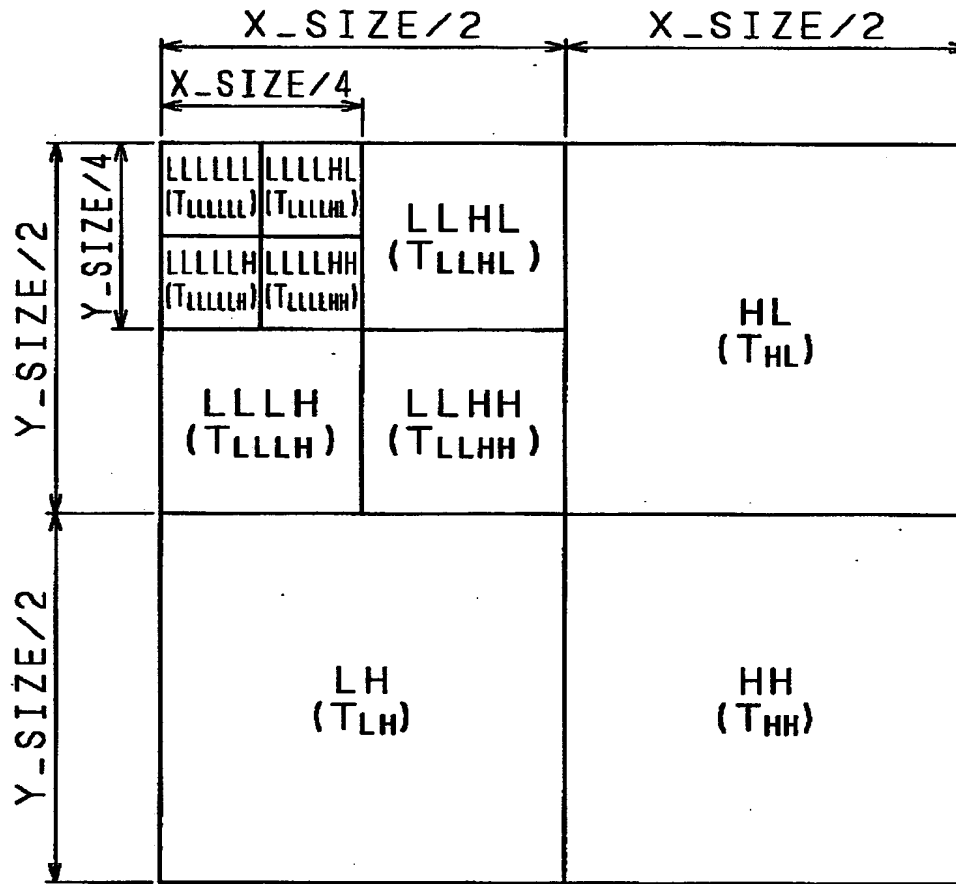 X_SIZE/2 X_SIZE/2
X_SIZE/4
Y_SIZE/2
Y_SIZE/4
LLLLLL LLLLHL
(TLLLLLL) (TLLLLHL)
LLHL
(TLLHL)
LLLLLH LLLLHH
(TLLLLLH) (TLLLLHH)
HL
(THL)
LLLH LLHH
(TLLLH) (TLLHH)
Y_SIZE/2
LH HH
(TLH) (THH)